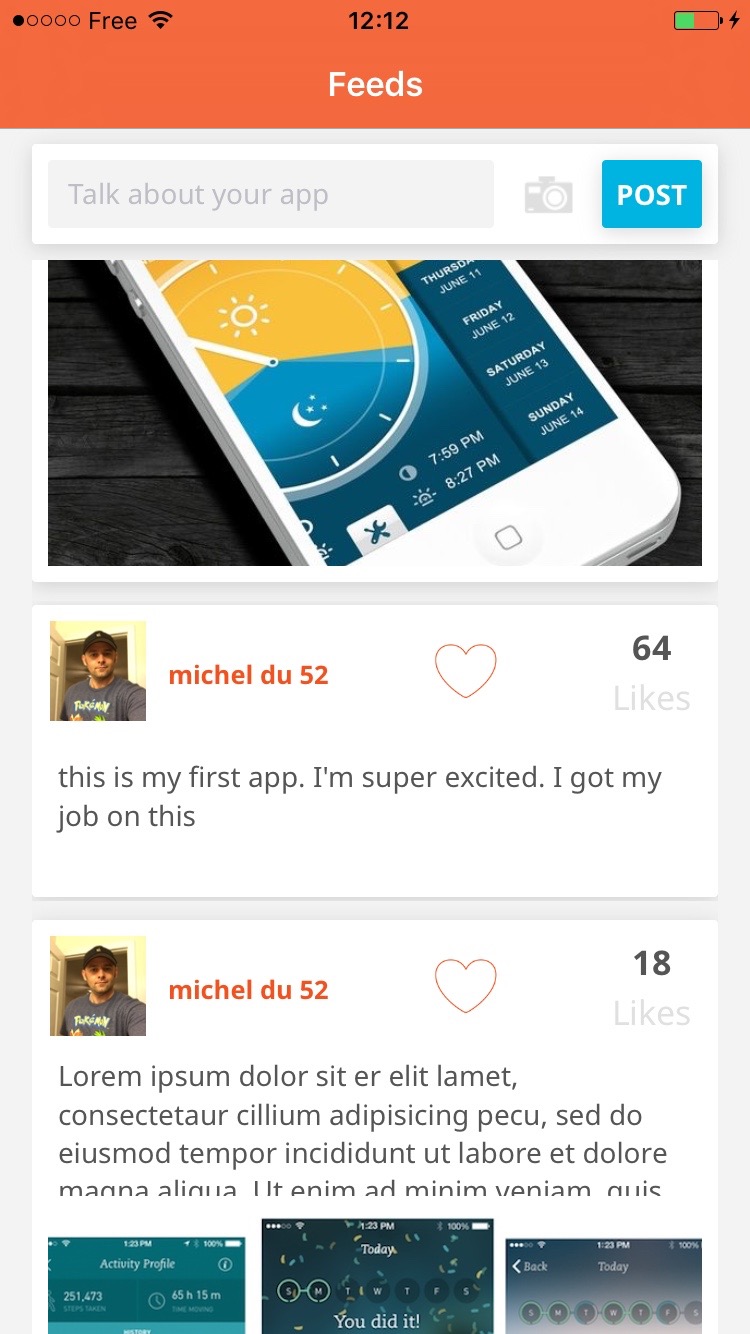 Free 12:12
Feeds
Talk about your app
POST
THURSDAY
JUNE 11
FRIDAY
JUNE 12
SATURDAY
JUNE 13
SUNDAY
JUNE 14
7:59 PM
8:27 PM
64
michel du 52
Likes
this is my first app. I'm super excited. I got my
job on this
18
michel du 52
Likes
Lorem ipsum dolor sit er elit lamet,
consectetaur cillium adipisicing pecu, sed do
eiusmod tempor incididunt ut labore et dolore
magna aliqua. Ut enim ad minim veniam, quis
1:23 PM 100%
Activity Profile
251,473
STEPS TAKEN
65 h 15 m
TIME MOVING
HISTORY
1:23 PM 100%
Today
S M T W T F S
You did it!
1:23 PM 100%
Back Today
S M T W T F S